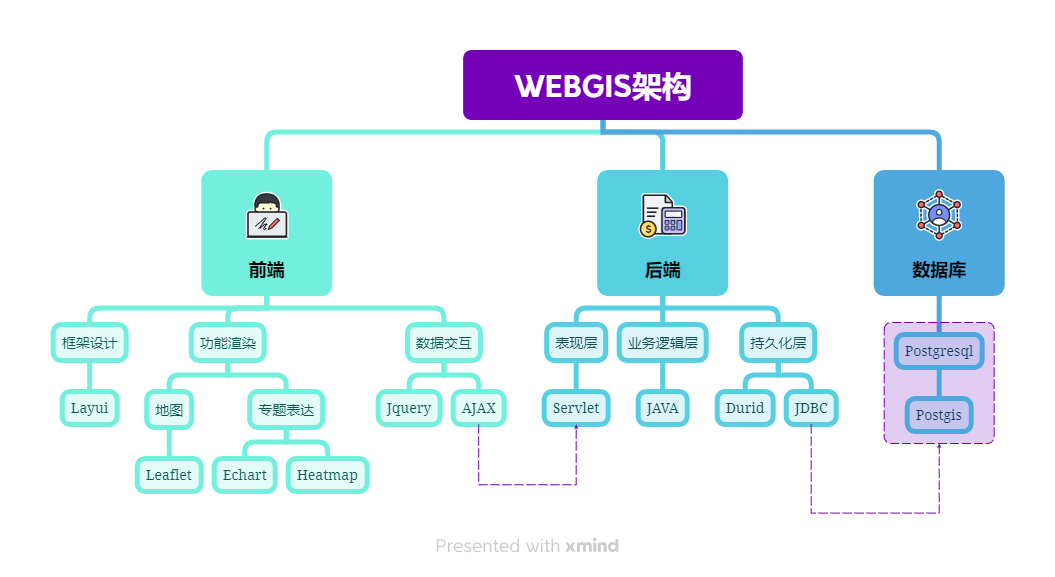 WEBGIS架构
前端
后端
数据库
框架设计
功能渲染
数据交互
表现层
业务逻辑层
持久化层
Postgresql
Layui
地图
专题表达
Jquery
AJAX
Servlet
JAVA
Durid
JDBC
Postgis
Leaflet
Echart
Heatmap
$
Presented with xmind